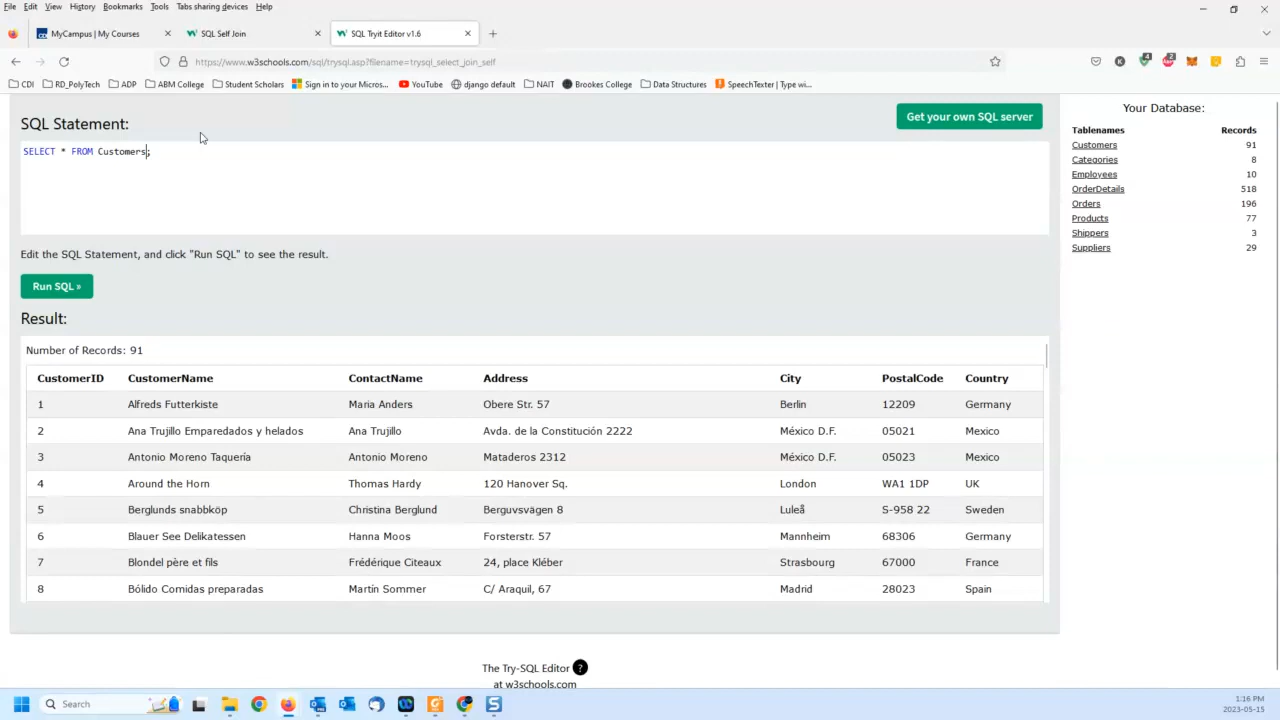 File Edit View History Bookmarks Tools Tabs sharing devices Help
MyCampus | My Courses
SQL Self Join
SQL Tryit Editor v1.6
https://www.w3schools.com/sql/trysql.asp?filename=trysql_select_join_self
CDI RD_PolyTech ADP ABM College Student Scholars Sign in to your Micros... YouTube django default NAIT Brookes College Data Structures SpeechTexter | Type wi...
SQL Statement:
Get your own SQL server
SELECT * FROM Customers;
Edit the SQL Statement, and click "Run SQL" to see the result.
Run SQL »
Result:
Number of Records: 91
CustomerID CustomerName ContactName Address City PostalCode Country
1 Alfreds Futterkiste Maria Anders Obere Str. 57 Berlin 12209 Germany
2 Ana Trujillo Emparedados y helados Ana Trujillo Avda. de la Constitución 2222 México D.F. 05021 Mexico
3 Antonio Moreno Taquería Antonio Moreno Mataderos 2312 México D.F. 05023 Mexico
4 Around the Horn Thomas Hardy 120 Hanover Sq. London WA1 1DP UK
5 Berglunds snabbköp Christina Berglund Berguvsvägen 8 Luleå S-958 22 Sweden
6 Blauer See Delikatessen Hanna Moos Forsterstr. 57 Mannheim 68306 Germany
7 Blondel père et fils Frédérique Citeaux 24, place Kléber Strasbourg 67000 France
8 Bólido Comidas preparadas Martín Sommer C/ Araquil, 67 Madrid 28023 Spain
The Try-SQL Editor ?
at w3schools.com
Your Database:
Tablenames Records
Customers 91
Categories 8
Employees 10
OrderDetails 518
Orders 196
Products 77
Shippers 3
Suppliers 29
Search
1:16 PM
2023-05-15